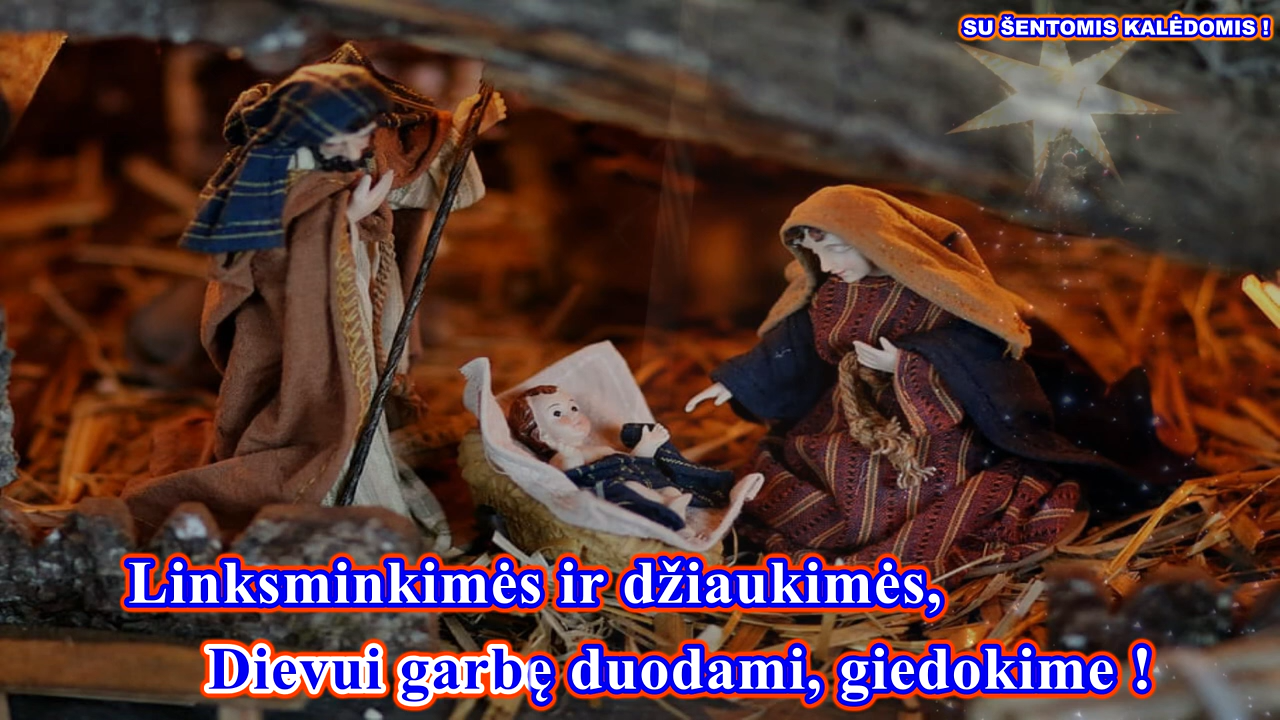 SU ŠENTOMIS KALĖDOMIS !
Linksminkimės ir džiaukimės,
Dievui garbę duodami, giedokime !